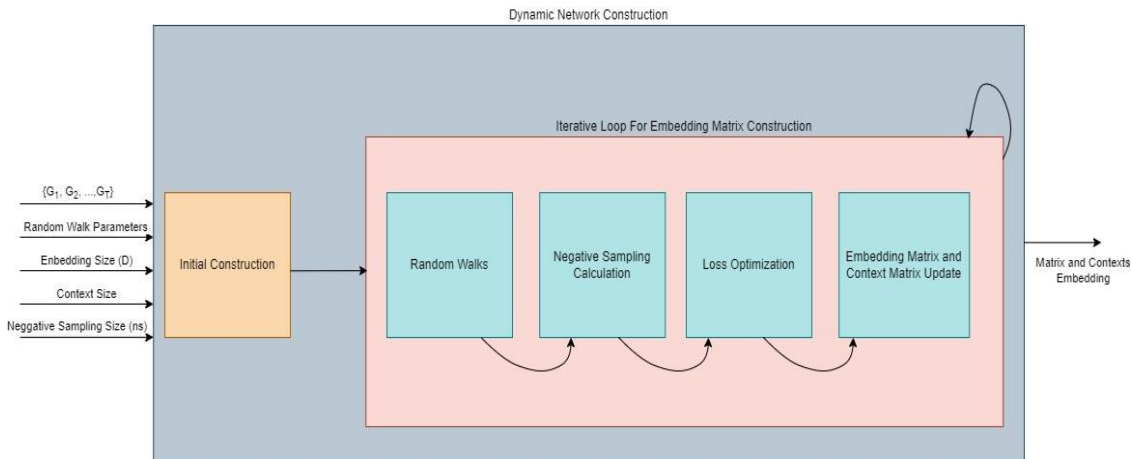 Dynamic Network Construction
Iterative Loop For Embedding Matrix Construction
{G1, G2, ...,GT}
Random Walk Parameters
Enbedding Size (D)
Context Size
Neggative Sampling Size (ns)
Initial Construction
Random Walks
Negative Sampling
Calculation
Loss Optimization
Embedding Matrix and
Context Matrix Update
Matrix and Contexts
Embedding